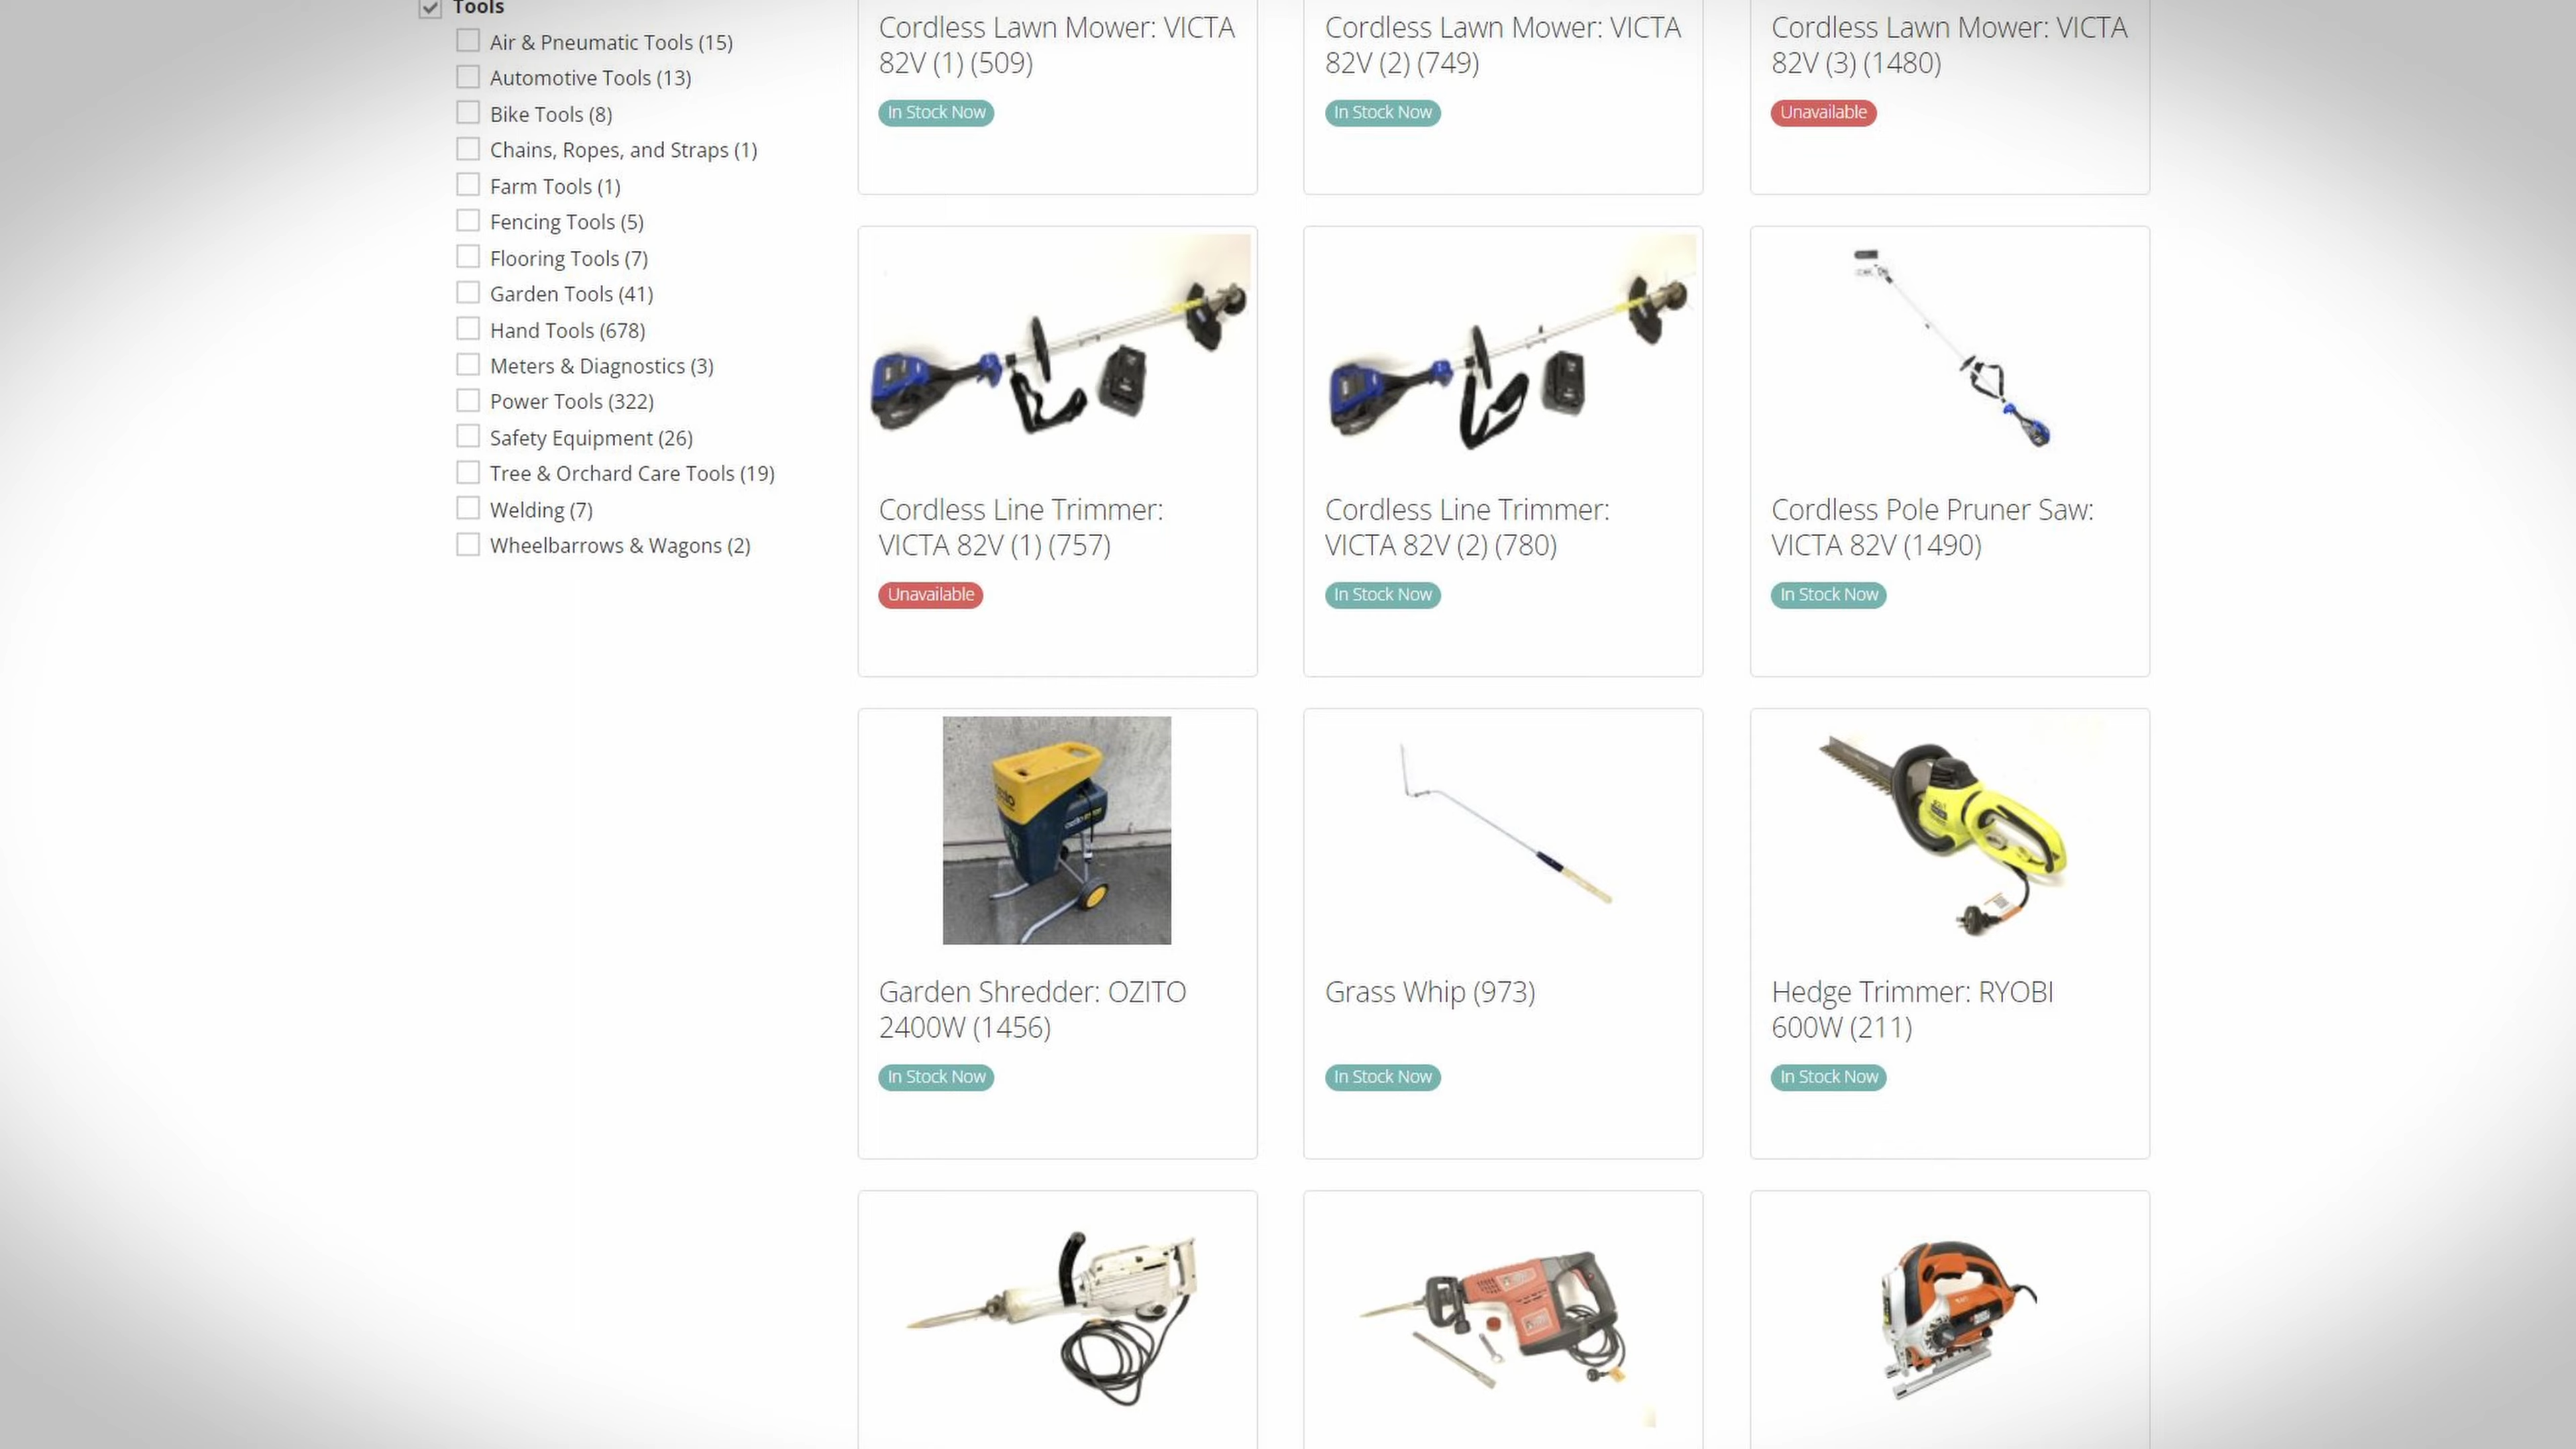 Tools
Air & Pneumatic Tools (15)
Automotive Tools (13)
Bike Tools (8)
Chains, Ropes, and Straps (1)
Farm Tools (1)
Fencing Tools (5)
Flooring Tools (7)
Garden Tools (41)
Hand Tools (678)
Meters & Diagnostics (3)
Power Tools (322)
Safety Equipment (26)
Tree & Orchard Care Tools (19)
Welding (7)
Wheelbarrows & Wagons (2)
Cordless Lawn Mower: VICTA
82V (1) (509)
In Stock Now
Cordless Lawn Mower: VICTA
82V (2) (749)
In Stock Now
Cordless Lawn Mower: VICTA
82V (3) (1480)
Unavailable
Cordless Line Trimmer:
VICTA 82V (1) (757)
Unavailable
Cordless Line Trimmer:
VICTA 82V (2) (780)
In Stock Now
Cordless Pole Pruner Saw:
VICTA 82V (1490)
In Stock Now
Garden Shredder: OZITO
2400W (1456)
In Stock Now
Grass Whip (973)
In Stock Now
Hedge Trimmer: RYOBI
600W (211)
In Stock Now